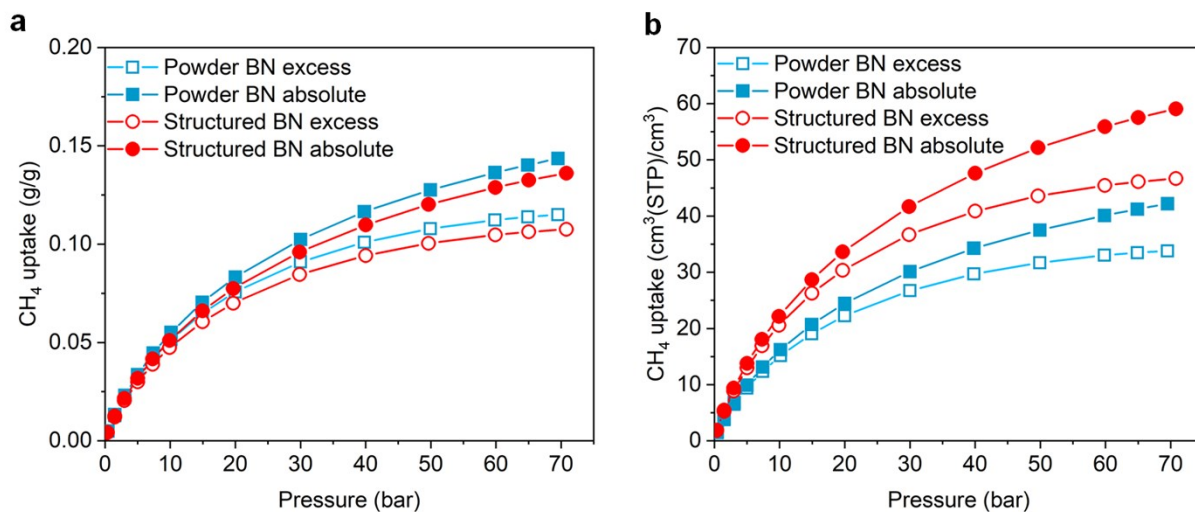 a
0.20
0.15
0.10
0.05
0.00
CH₄ uptake (g/g)
Powder BN excess
Powder BN absolute
Structured BN excess
Structured BN absolute
0 10 20 30 40 50 60 70
Pressure (bar)
b
70
60
50
40
30
20
10
0
CH₄ uptake (cm³(STP)/cm³)
Powder BN excess
Powder BN absolute
Structured BN excess
Structured BN absolute
0 10 20 30 40 50 60 70
Pressure (bar)